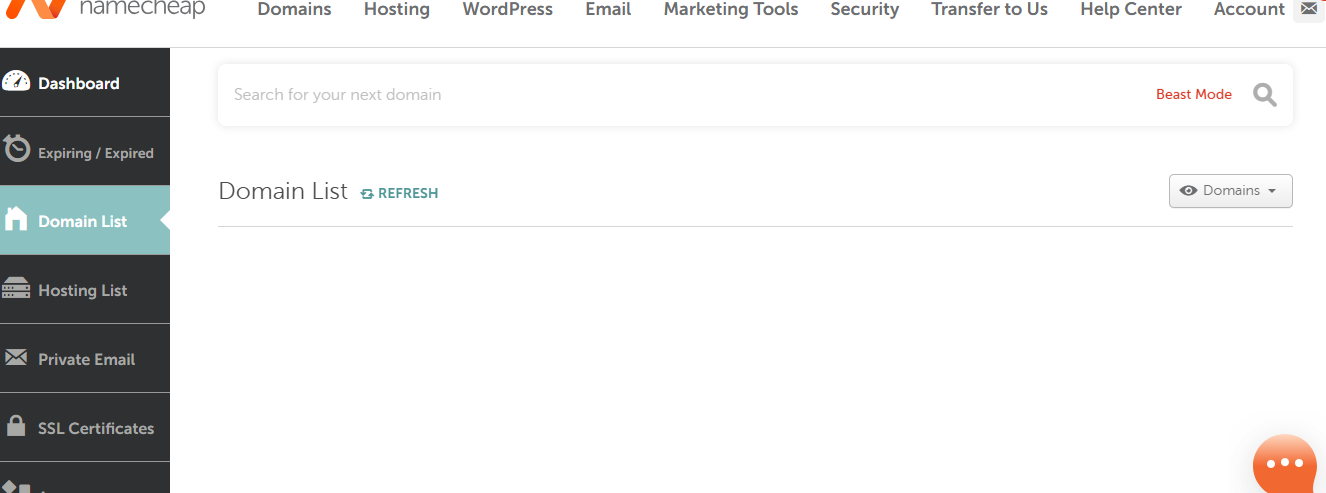 namecheap
Domains Hosting WordPress Email Marketing Tools Security Transfer to Us Help Center Account
Dashboard
Expiring / Expired
Domain List
Hosting List
Private Email
SSL Certificates
Search for your next domain Beast Mode
Domain List REFRESH Domains